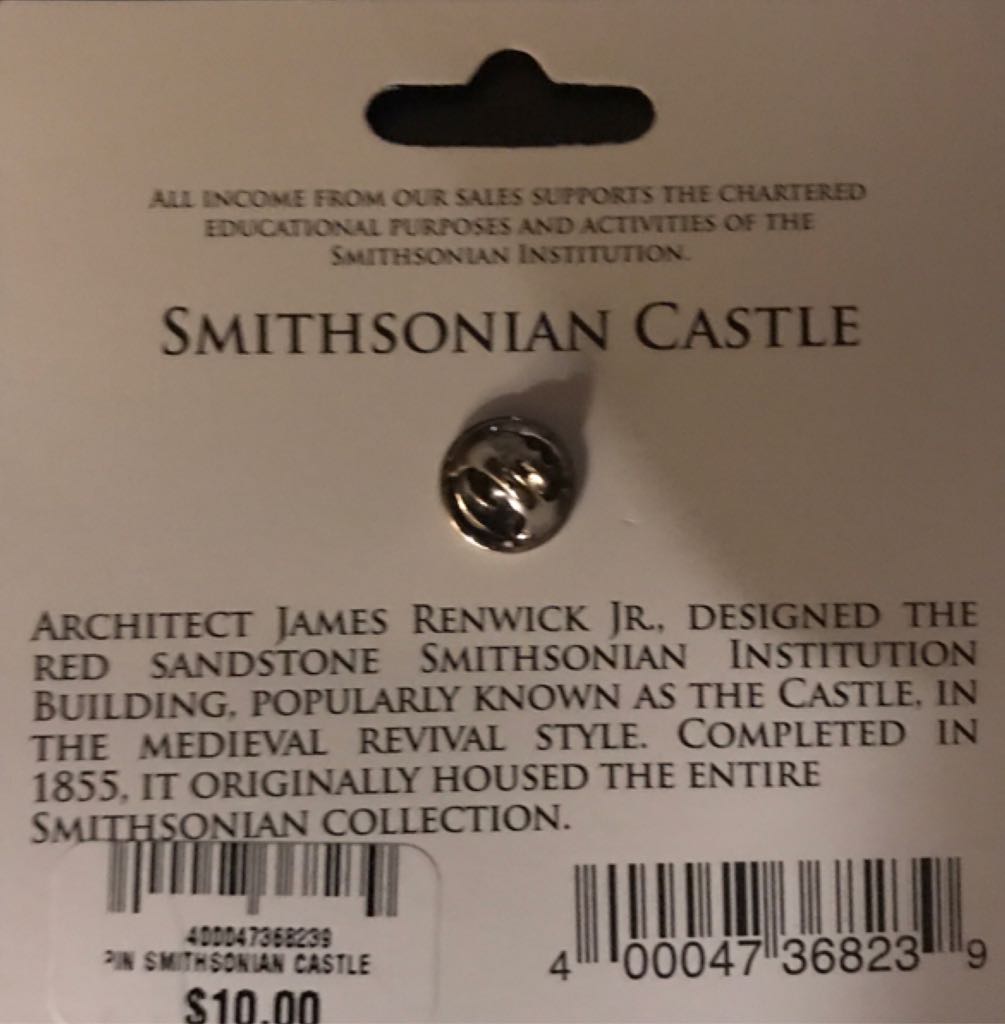 All income from our sales supports the chartered
educational purposes and activities of the
Smithsonian Institution.
Smithsonian Castle
Architect James Renwick Jr., designed the
red sandstone Smithsonian Institution
Building, popularly known as the Castle, in
the medieval revival style. Completed in
1855, it originally housed the entire
Smithsonian collection.
400047368239
PIN SMITHSONIAN CASTLE
$10.00
4 00047 36823 9